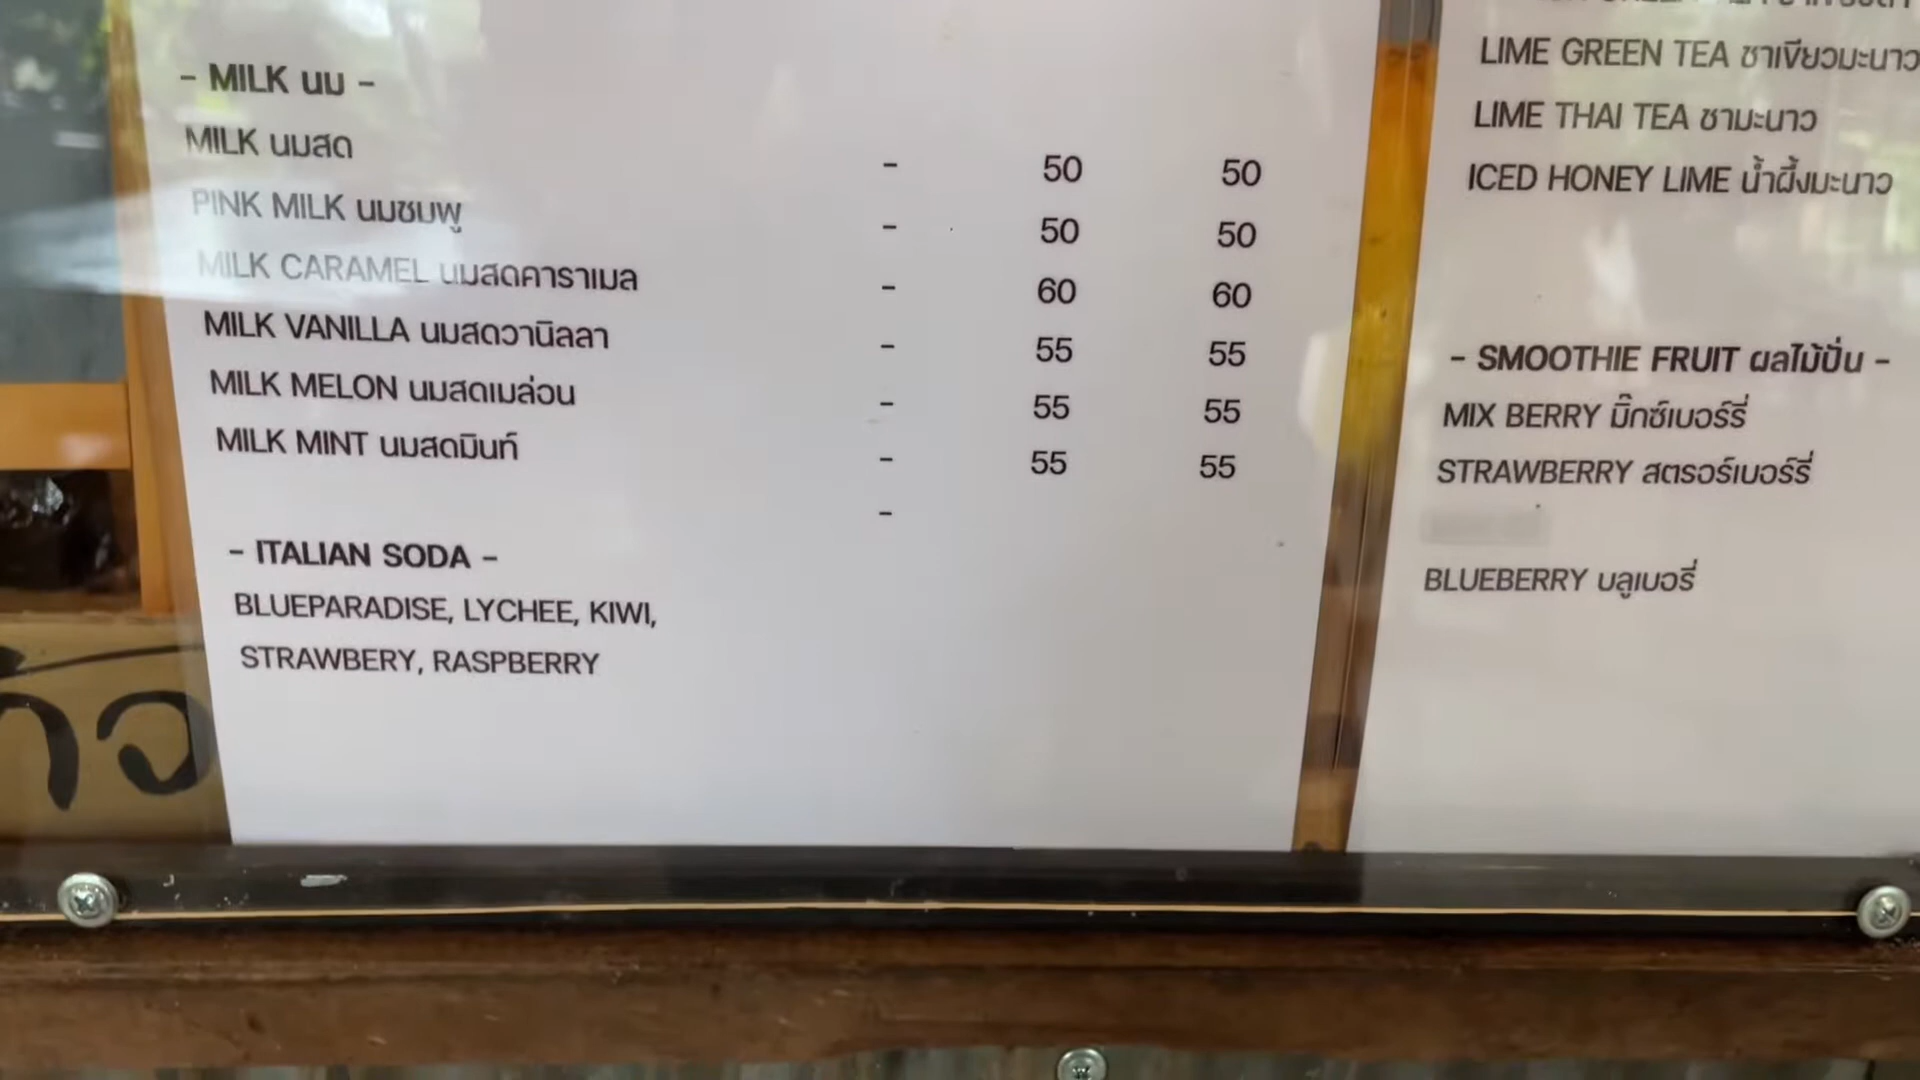 - MILK นม -
MILK นมสด - 50 50
PINK MILK นมชมพู - 50 50
MILK CARAMEL นมสดคาราเมล - 60 60
MILK VANILLA นมสดวานิลลา - 55 55
MILK MELON นมสดเมล่อน - 55 55
MILK MINT นมสดมินท์ - 55 55
-
- ITALIAN SODA -
BLUEPARADISE, LYCHEE, KIWI,
STRAWBERY, RASPBERRY
LIME GREEN TEA ชาเขียวมะนาว
LIME THAI TEA ชามะนาว
ICED HONEY LIME น้ำผึ้งมะนาว
- SMOOTHIE FRUIT ผลไม้ปั่น -
MIX BERRY มิ๊กซ์เบอร์รี่
STRAWBERRY สตรอร์เบอร์รี่
BLUEBERRY บลูเบอรี่